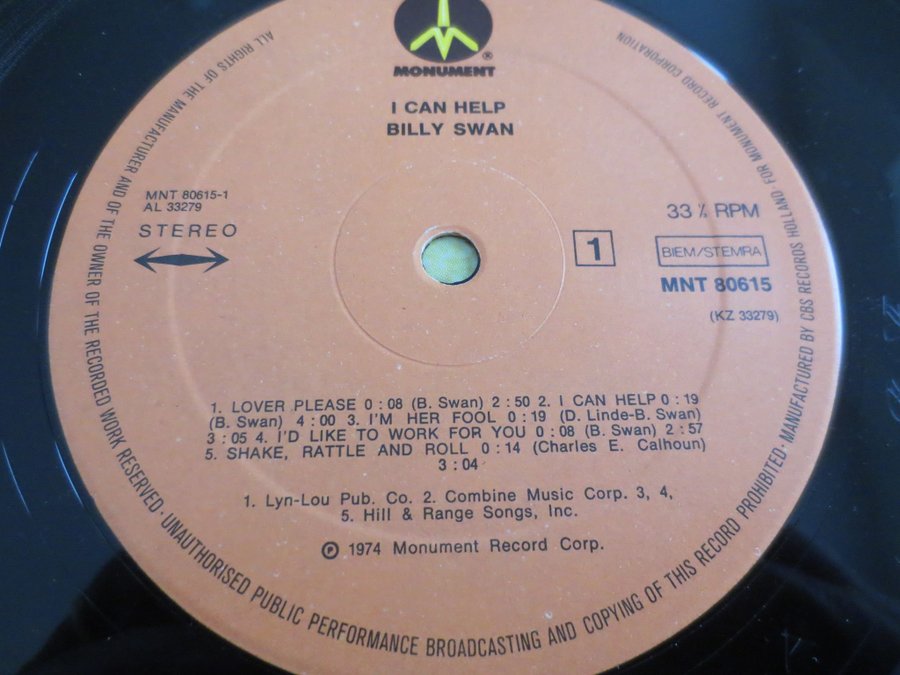 MONUMENT®
I CAN HELP
BILLY SWAN
MNT 80615-1
AL 33279
STEREO
33⅓ RPM
1
BIEM/STEMRA
MNT 80615
(KZ 33279)
1. LOVER PLEASE 0:08 (B. Swan) 2:50 2. I CAN HELP 0:19
(B. Swan) 4:00 3. I'M HER FOOL 0:19 (D. Linde-B. Swan)
3:05 4. I'D LIKE TO WORK FOR YOU 0:08 (B. Swan) 2:57
5. SHAKE, RATTLE AND ROLL 0:14 (Charles E. Calhoun)
3:04
1. Lyn-Lou Pub. Co. 2. Combine Music Corp. 3, 4,
5. Hill & Range Songs, Inc.
℗ 1974 Monument Record Corp.
ALL RIGHTS OF THE MANUFACTURER AND OF THE OWNER OF THE RECORDED WORK RESERVED · UNAUTHORISED PUBLIC PERFORMANCE BROADCASTING AND COPYING OF THIS RECORD PROHIBITED · MANUFACTURED BY CBS RECORDS HOLLAND · FOR MONUMENT RECORD CORPORATION